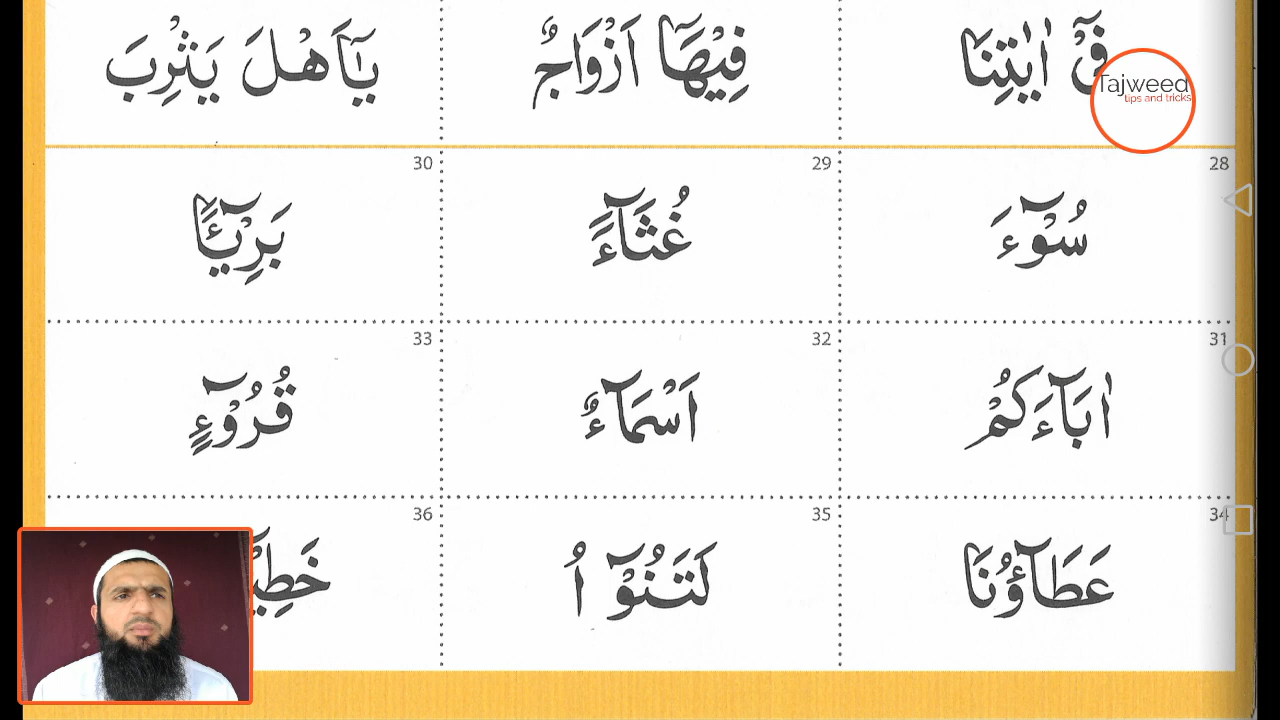 فِيْٓ اٰيٰتِنَا فِيْهَآ اَزْوَاجٌ يٰٓاَهْلَ يَثْرِبَ
Tajweed
tips and tricks
28 29 30
سُوْٓءَ غُثَآءً بَرِيْٓـًٔا
31 32 33
اٰبَآءَكُمْ اَسْمَآءٌ قُرُوْٓءٍ
34 35 36
عَطَآؤُنَا لَتَنُوْٓ اُ